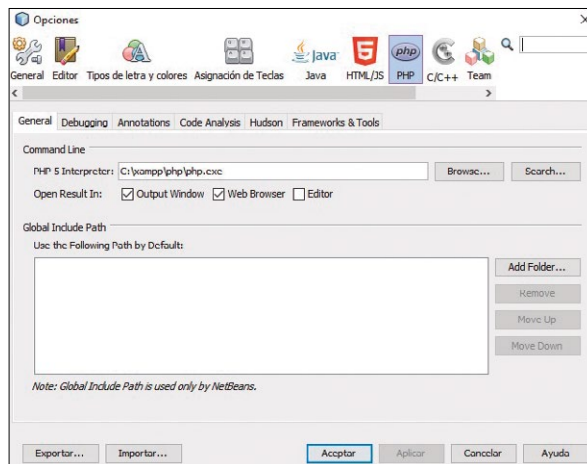 Opciones
General Editor Tipos de letra y colores Asignación de Teclas Java HTML/JS PHP C/C++ Team
General Debugging Annotations Code Analysis Hudson Frameworks & Tools
Command Line
PHP 5 Interpreter: C:\xampp\php\php.exe Browse... Search...
Open Result In: Output Window Web Browser Editor
Global Include Path
Use the Following Path by Default:
Add Folder...
Remove
Move Up
Move Down
Note: Global Include Path is used only by NetBeans.
Exportar... Importar... Aceptar Aplicar Cancelar Ayuda